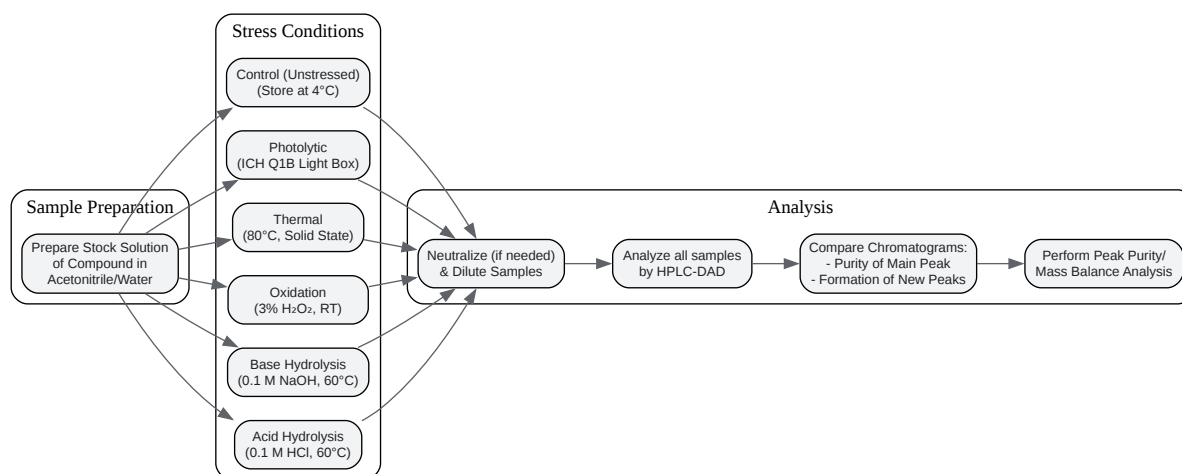 Sample Preparation
Prepare Stock Solution
of Compound in
Acetonitrile/Water
Stress Conditions
Control (Unstressed)
(Store at 4°C)
Photolytic
(ICH Q1B Light Box)
Thermal
(80°C, Solid State)
Oxidation
(3% H₂O₂, RT)
Base Hydrolysis
(0.1 M NaOH, 60°C)
Acid Hydrolysis
(0.1 M HCl, 60°C)
Analysis
Neutralize (if needed)
& Dilute Samples
Analyze all samples
by HPLC-DAD
Compare Chromatograms:
- Purity of Main Peak
- Formation of New Peaks
Perform Peak Purity/
Mass Balance Analysis